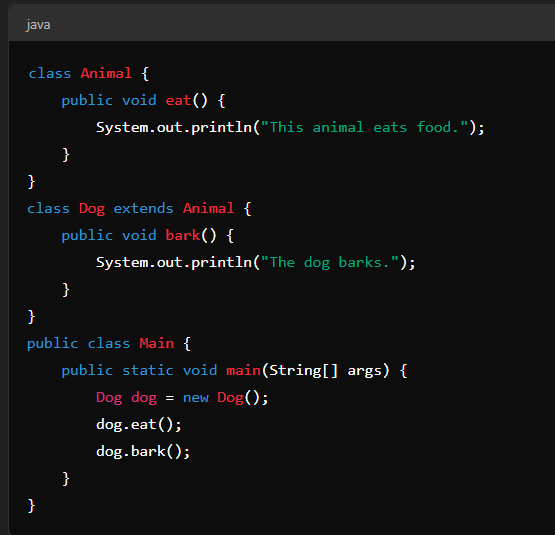 java
class Animal {
    public void eat() {
        System.out.println("This animal eats food.");
    }
}
class Dog extends Animal {
    public void bark() {
        System.out.println("The dog barks.");
    }
}
public class Main {
    public static void main(String[] args) {
        Dog dog = new Dog();
        dog.eat();
        dog.bark();
    }
}